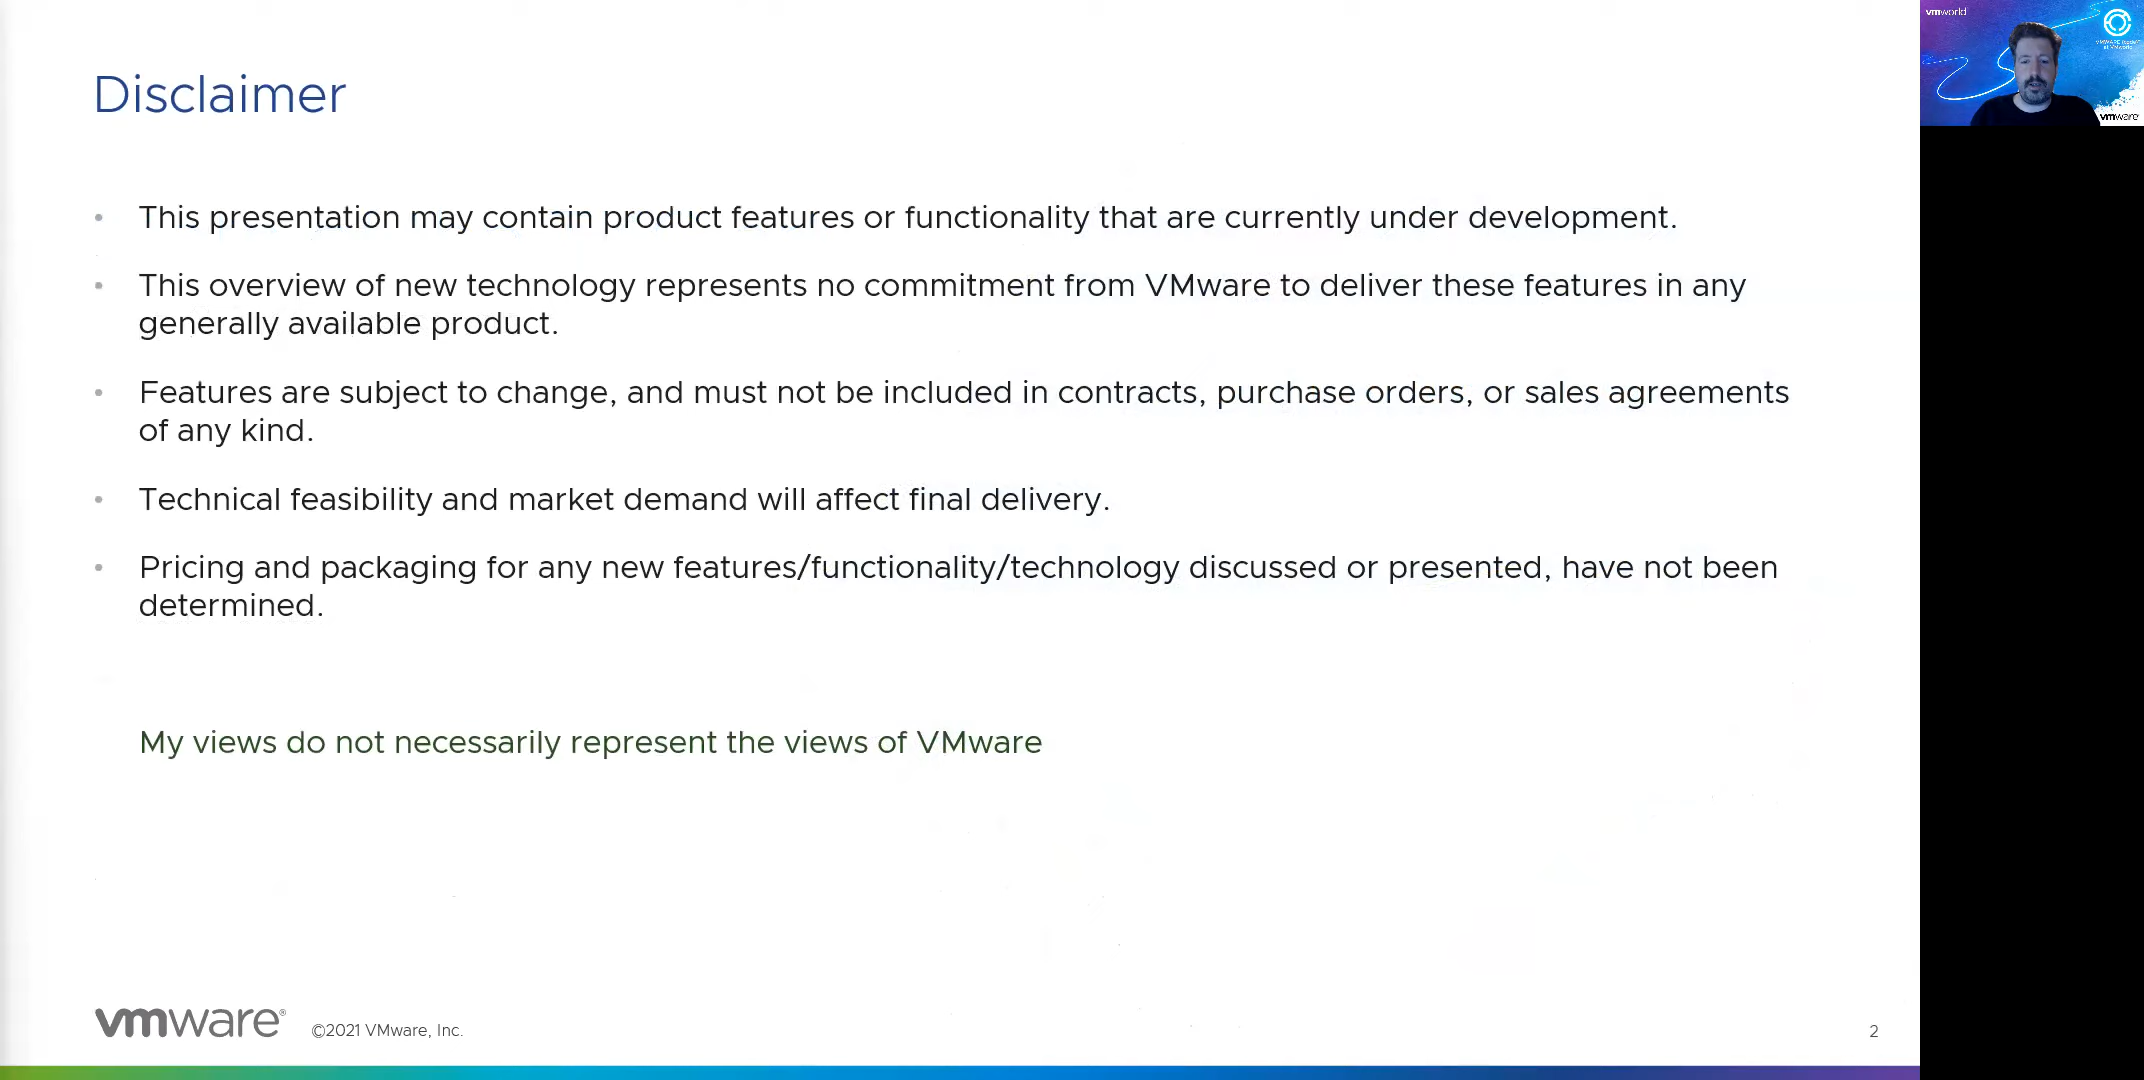 Disclaimer
• This presentation may contain product features or functionality that are currently under development.
• This overview of new technology represents no commitment from VMware to deliver these features in any
generally available product.
• Features are subject to change, and must not be included in contracts, purchase orders, or sales agreements
of any kind.
• Technical feasibility and market demand will affect final delivery.
• Pricing and packaging for any new features/functionality/technology discussed or presented, have not been
determined.
My views do not necessarily represent the views of VMware
vmware® ©2021 VMware, Inc.
2
vmworld
vmware